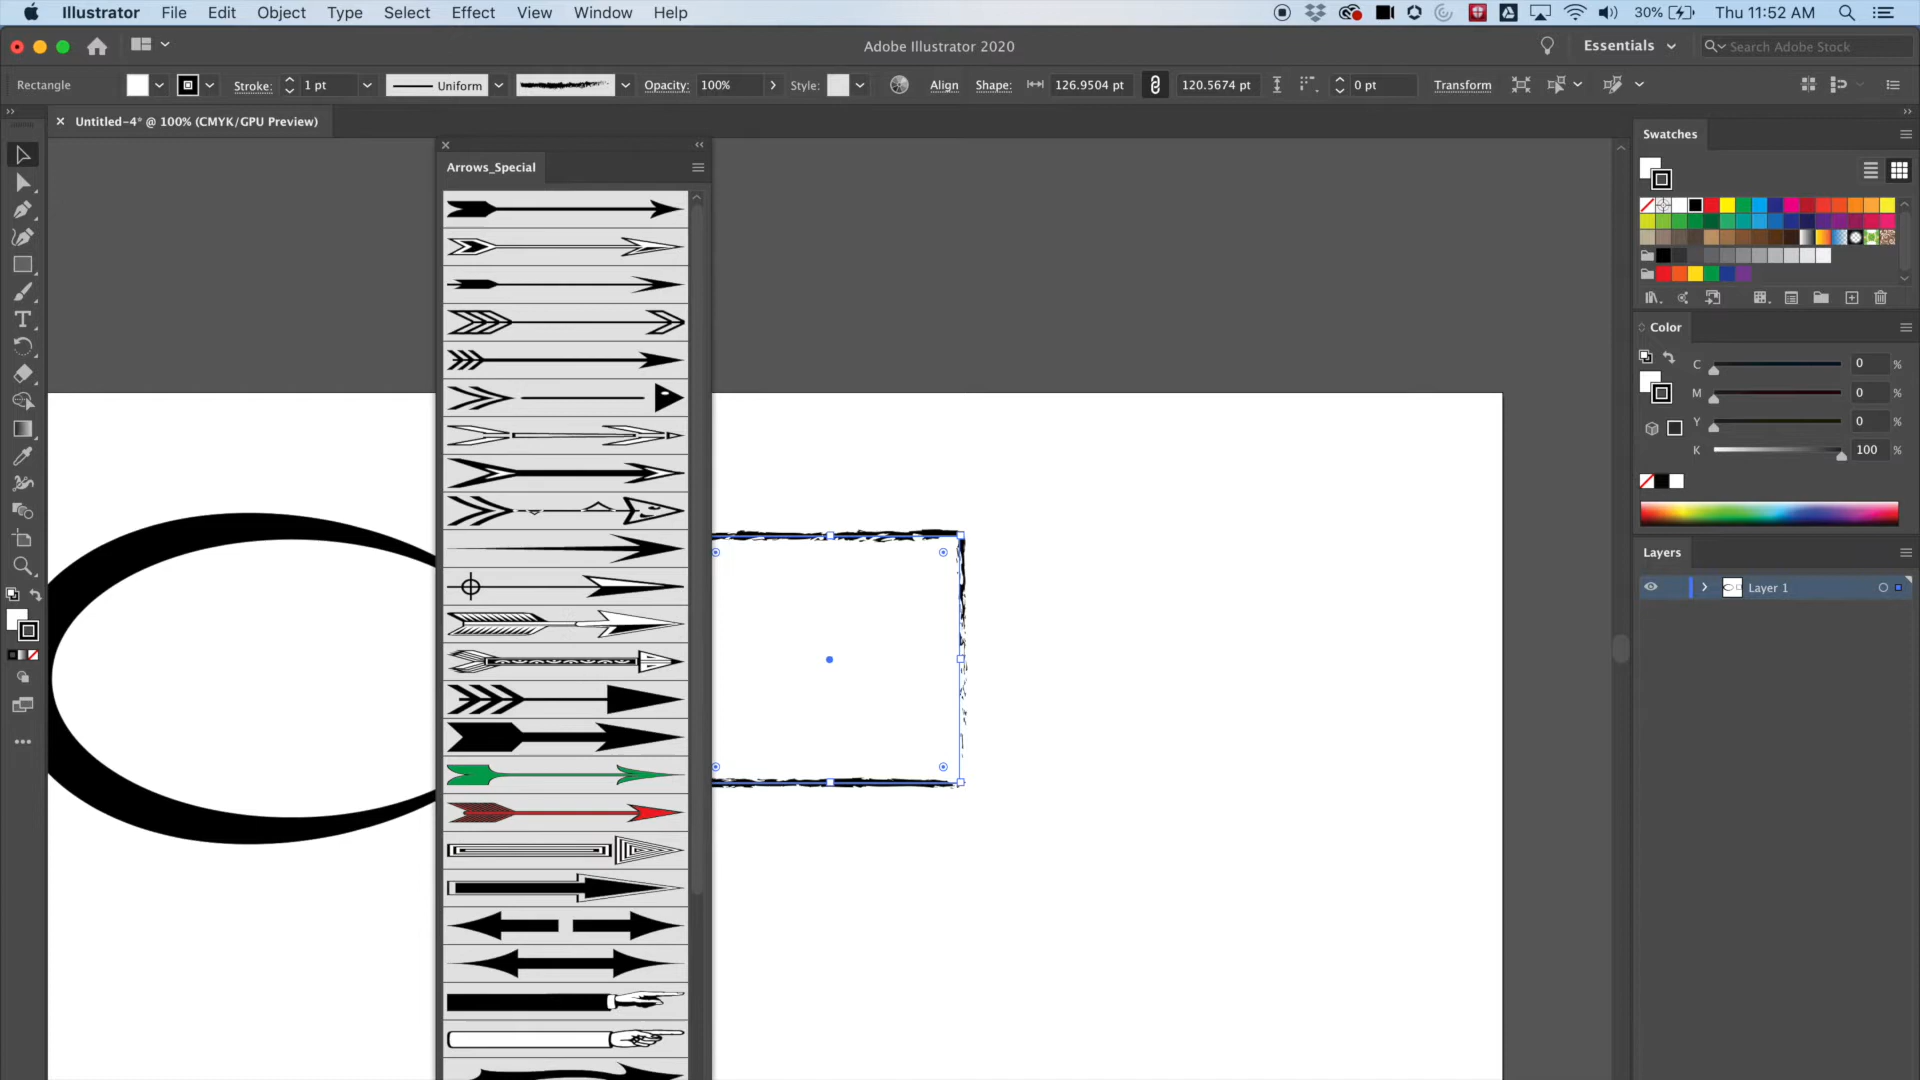 Illustrator File Edit Object Type Select Effect View Window Help 30% Thu 11:52 AM
Adobe Illustrator 2020 Essentials Search Adobe Stock
Rectangle Stroke: 1 pt Uniform Opacity: 100% Style: Align Shape: 126.9504 pt 120.5674 pt 0 pt Transform
Untitled-4* @ 100% (CMYK/GPU Preview)
Swatches
Arrows_Special
Color
C 0 %
M 0 %
Y 0 %
K 100 %
Layers
Layer 1